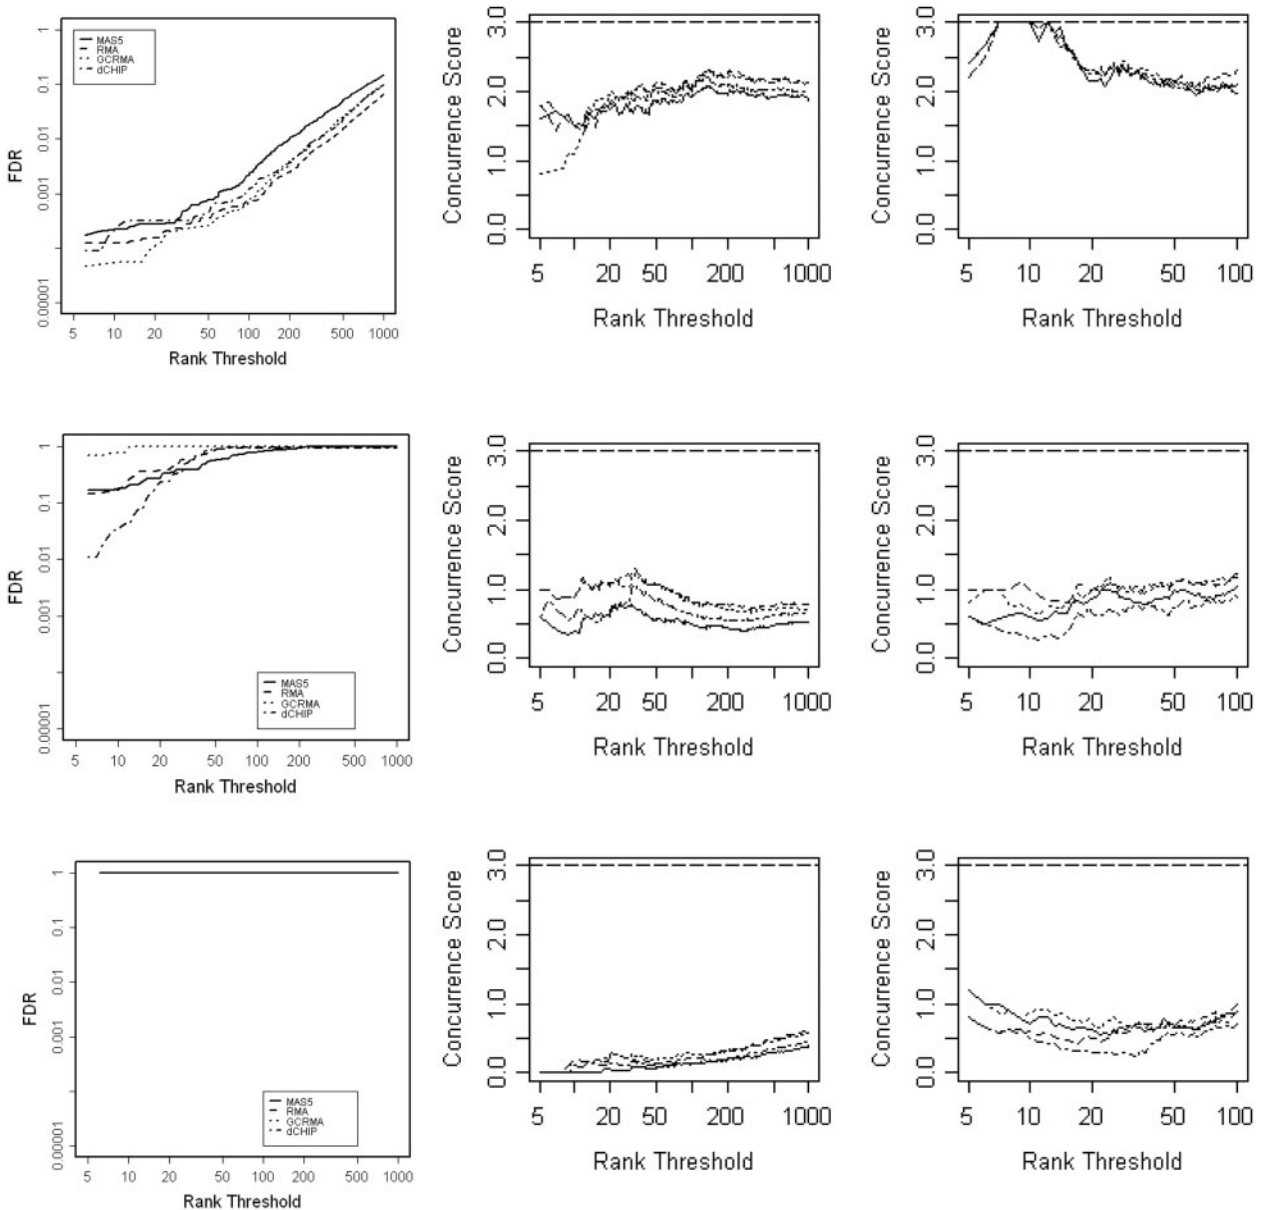 FDR
1
0.1
0.01
0.001
0.00001
MAS5
RMA
GCRMA
dCHIP
5 10 20 50 100 200 500 1000
Rank Threshold
Concurrence Score
3.0
2.0
1.0
0.0
5 20 50 200 1000
Rank Threshold
Concurrence Score
3.0
2.0
1.0
0.0
5 10 20 50 100
Rank Threshold
FDR
1
0.1
0.01
0.001
0.00001
MAS5
RMA
GCRMA
dCHIP
5 10 20 50 100 200 500 1000
Rank Threshold
Concurrence Score
3.0
2.0
1.0
0.0
5 20 50 200 1000
Rank Threshold
Concurrence Score
3.0
2.0
1.0
0.0
5 10 20 50 100
Rank Threshold
FDR
1
0.1
0.01
0.001
0.00001
MAS5
RMA
GCRMA
dCHIP
5 10 20 50 100 200 500 1000
Rank Threshold
Concurrence Score
3.0
2.0
1.0
0.0
5 20 50 200 1000
Rank Threshold
Concurrence Score
3.0
2.0
1.0
0.0
5 10 20 50 100
Rank Threshold